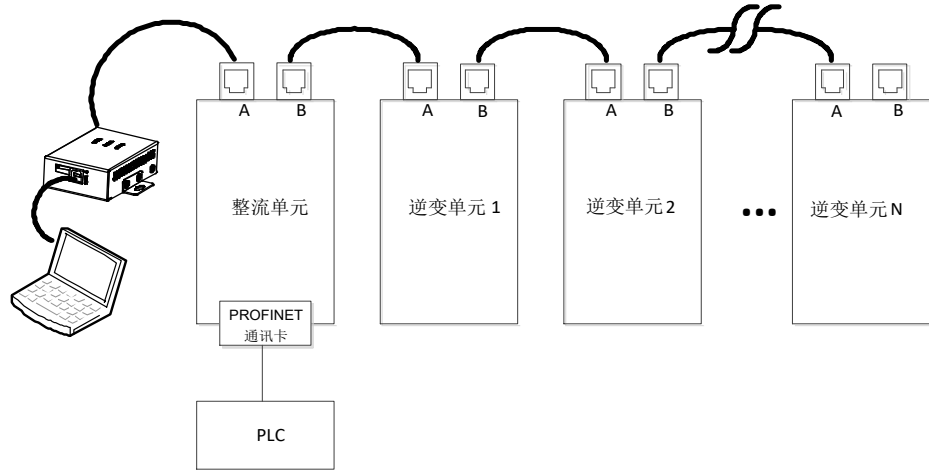 A B A B A B A B
整流单元 逆变单元 1 逆变单元 2 ... 逆变单元 N
PROFINET
通讯卡
PLC